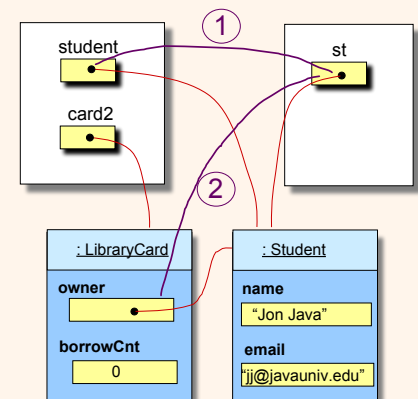 1
student
st
card2
2
: LibraryCard
: Student
owner
name
"Jon Java"
borrowCnt
email
0
"jj@javauniv.edu"